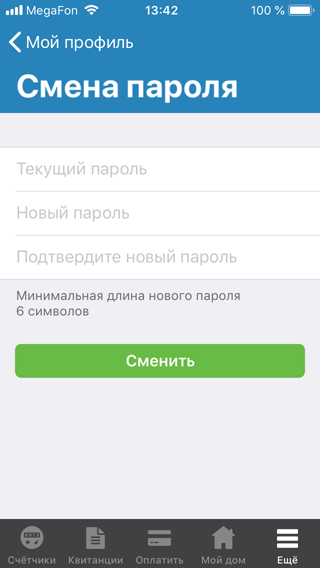 MegaFon 13:42 100 %
Мой профиль
Смена пароля
Текущий пароль
Новый пароль
Подтвердите новый пароль
Минимальная длина нового пароля
6 символов
Сменить
Счётчики Квитанции Оплатить Мой дом Ещё